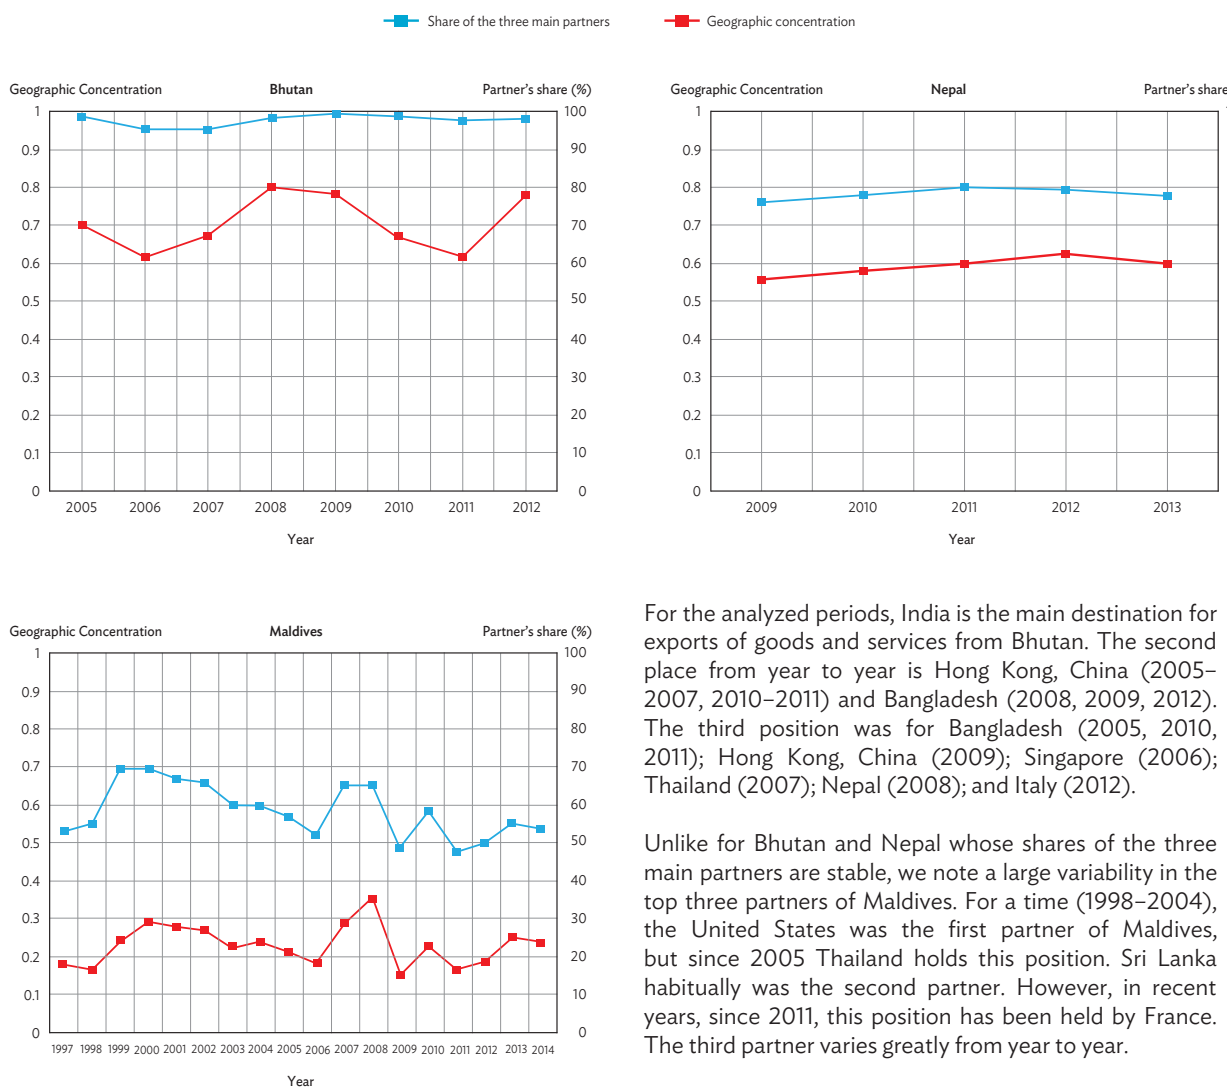 Share of the three main partners
Geographic concentration
Geographic Concentration Bhutan Partner's share (%)
1 100
0.9 90
0.8 80
0.7 70
0.6 60
0.5 50
0.4 40
0.3 30
0.2 20
0.1 10
0 0
2005 2006 2007 2008 2009 2010 2011 2012
Year
Geographic Concentration Nepal Partner's share
1
0.9
0.8
0.7
0.6
0.5
0.4
0.3
0.2
0.1
0
2009 2010 2011 2012 2013
Year
Geographic Concentration Maldives Partner's share (%)
1 100
0.9 90
0.8 80
0.7 70
0.6 60
0.5 50
0.4 40
0.3 30
0.2 20
0.1 10
0 0
1997 1998 1999 2000 2001 2002 2003 2004 2005 2006 2007 2008 2009 2010 2011 2012 2013 2014
Year
For the analyzed periods, India is the main destination for
exports of goods and services from Bhutan. The second
place from year to year is Hong Kong, China (2005–
2007, 2010–2011) and Bangladesh (2008, 2009, 2012).
The third position was for Bangladesh (2005, 2010,
2011); Hong Kong, China (2009); Singapore (2006);
Thailand (2007); Nepal (2008); and Italy (2012).
Unlike for Bhutan and Nepal whose shares of the three
main partners are stable, we note a large variability in the
top three partners of Maldives. For a time (1998–2004),
the United States was the first partner of Maldives,
but since 2005 Thailand holds this position. Sri Lanka
habitually was the second partner. However, in recent
years, since 2011, this position has been held by France.
The third partner varies greatly from year to year.